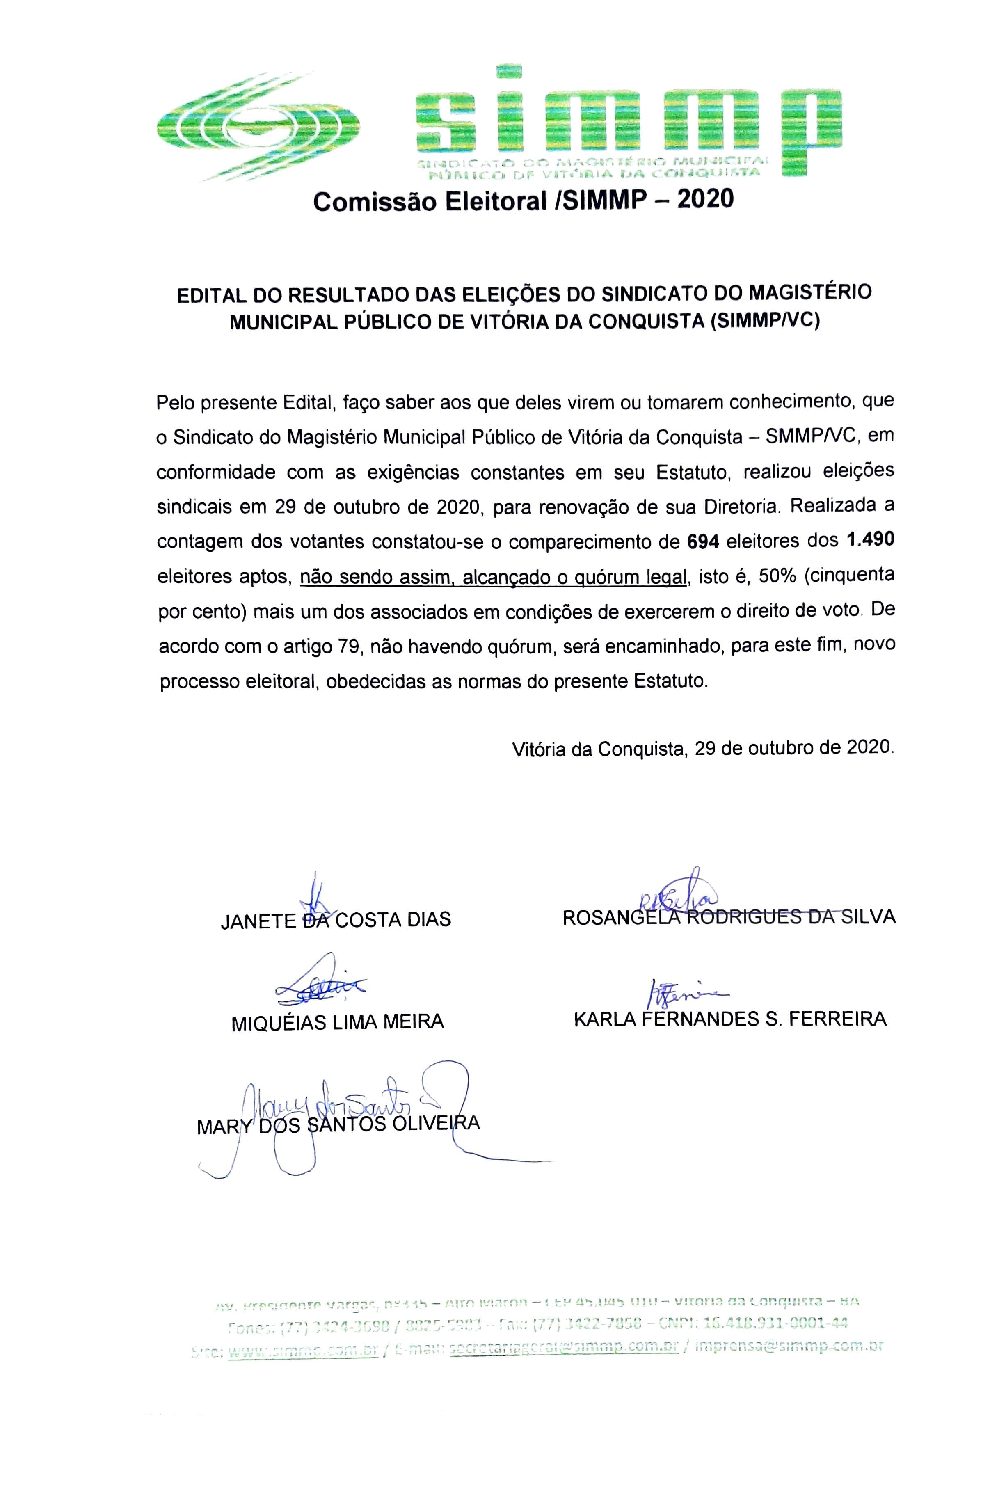 simmp
SINDICATO DO MAGISTÉRIO MUNICIPAL
PÚBLICO DE VITÓRIA DA CONQUISTA
Comissão Eleitoral /SIMMP – 2020
EDITAL DO RESULTADO DAS ELEIÇÕES DO SINDICATO DO MAGISTÉRIO
MUNICIPAL PÚBLICO DE VITÓRIA DA CONQUISTA (SIMMP/VC)
Pelo presente Edital, faço saber aos que deles virem ou tomarem conhecimento, que
o Sindicato do Magistério Municipal Público de Vitória da Conquista – SMMP/VC, em
conformidade com as exigências constantes em seu Estatuto, realizou eleições
sindicais em 29 de outubro de 2020, para renovação de sua Diretoria. Realizada a
contagem dos votantes constatou-se o comparecimento de 694 eleitores dos 1.490
eleitores aptos, não sendo assim, alcançado o quórum legal, isto é, 50% (cinquenta
por cento) mais um dos associados em condições de exercerem o direito de voto. De
acordo com o artigo 79, não havendo quórum, será encaminhado, para este fim, novo
processo eleitoral, obedecidas as normas do presente Estatuto.
Vitória da Conquista, 29 de outubro de 2020.
JANETE DA COSTA DIAS
ROSANGELA RODRIGUES DA SILVA
MIQUÉIAS LIMA MEIRA
KARLA FERNANDES S. FERREIRA
Mary dos Santos
MARY DOS SANTOS OLIVEIRA
Av. Presidente Vargas, – Alto Maron – CEP 45.045-010 – Vitória da Conquista – BA
Fones: (77) 3424-3698 / – Fax: (77) 3422-7858 – CNPJ: 16.418.931-0001-44
Site: www.simmp.com.br / E-mail: secretariageral@simmp.com.br / imprensa@simmp.com.br